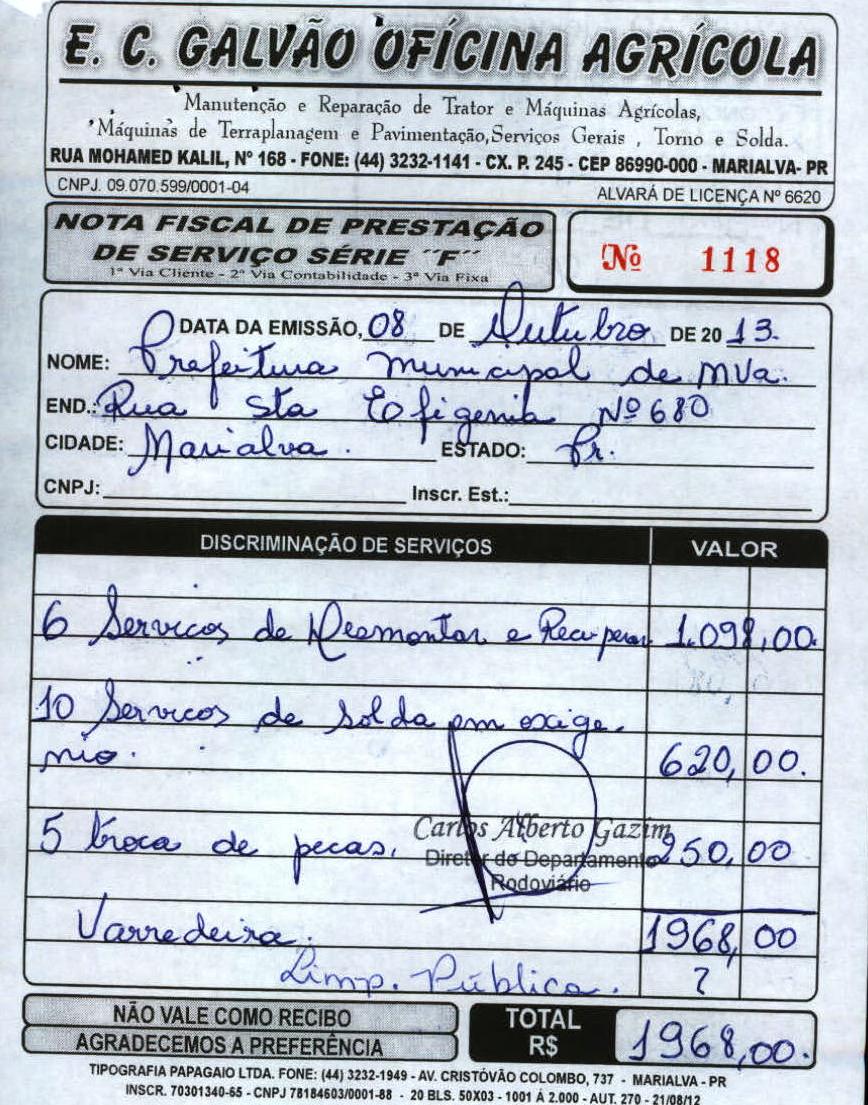 E. C. GALVÃO OFÍCINA AGRÍCOLA
Manutenção e Reparação de Trator e Máquinas Agrícolas,
Máquinas de Terraplanagem e Pavimentação,Serviços Gerais , Torno e Solda.
RUA MOHAMED KALIL, Nº 168 - FONE: (44) 3232-1141 - CX. P. 245 - CEP 86990-000 - MARIALVA- PR
CNPJ. 09.070.599/0001-04 ALVARÁ DE LICENÇA Nº 6620
NOTA FISCAL DE PRESTAÇÃO
DE SERVIÇO SÉRIE "F"
1ª Via Cliente - 2ª Via Contabilidade - 3ª Via Fixa
Nº 1118
DATA DA EMISSÃO, 08 DE Outubro DE 20 13.
NOME: Prefeitura Municipal de MVa.
END.: Rua Sta Efigenia Nº 680
CIDADE: Marialva. ESTADO: Pr.
CNPJ: Inscr. Est.:
DISCRIMINAÇÃO DE SERVIÇOS VALOR
6 Servicos de Desmontar e Recuperar 1.098,00.
10 Servicos de Solda em oxige-
nio. 620,00.
Carlos Alberto Gazim
5 troca de pecas. 250,00
Diretor do Departamento
Rodoviário
Varredeira. 1968,00
Limp. Pública. ?
NÃO VALE COMO RECIBO
AGRADECEMOS A PREFERÊNCIA
TOTAL
R$ 1968,00.
TIPOGRAFIA PAPAGAIO LTDA. FONE: (44) 3232-1949 - AV. CRISTÓVÃO COLOMBO, 737 - MARIALVA - PR
INSCR. 70301340-65 - CNPJ 78184603/0001-88 - 20 BLS. 50X03 - 1001 Á 2.000 - AUT. 270 - 21/08/12